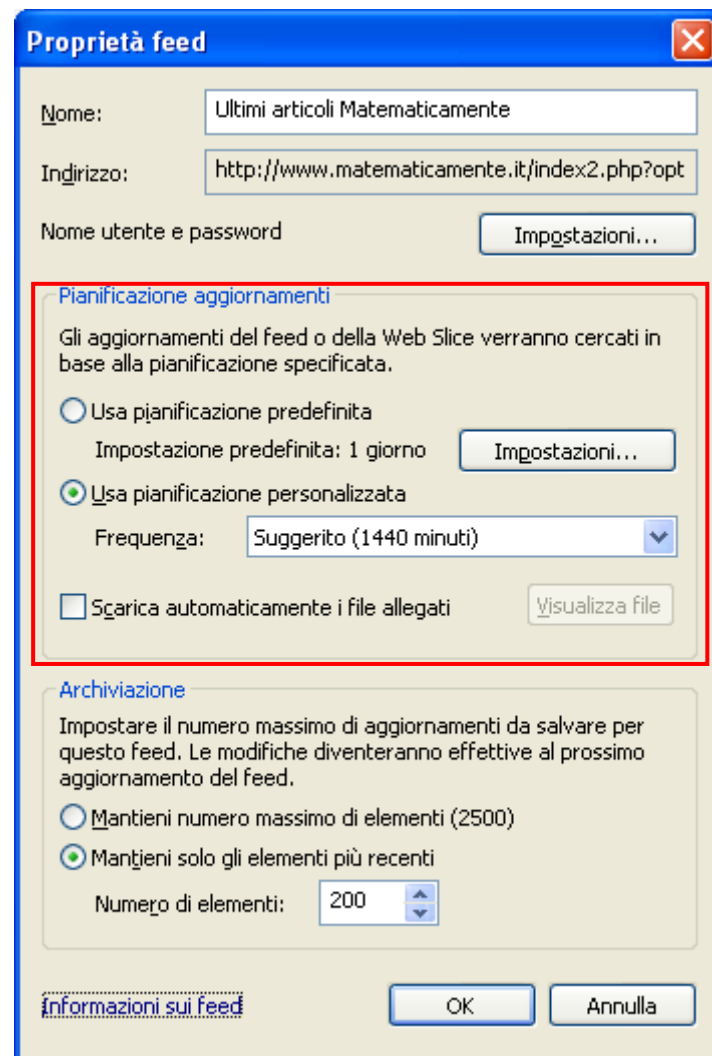 Proprietà feed
Nome: Ultimi articoli Matematicamente
Indirizzo: http://www.matematicamente.it/index2.php?opt
Nome utente e password Impostazioni...
Pianificazione aggiornamenti
Gli aggiornamenti del feed o della Web Slice verranno cercati in
base alla pianificazione specificata.
Usa pianificazione predefinita
Impostazione predefinita: 1 giorno Impostazioni...
Usa pianificazione personalizzata
Frequenza: Suggerito (1440 minuti)
Scarica automaticamente i file allegati Visualizza file
Archiviazione
Impostare il numero massimo di aggiornamenti da salvare per
questo feed. Le modifiche diventeranno effettive al prossimo
aggiornamento del feed.
Mantieni numero massimo di elementi (2500)
Mantieni solo gli elementi più recenti
Numero di elementi: 200
Informazioni sui feed OK Annulla